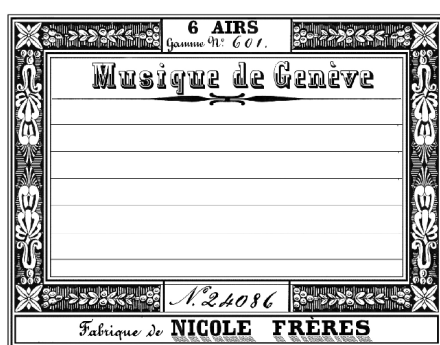 6 AIRS
Gamme No. 601.
Musique de Genève
N. 24086
Fabrique de NICOLE FRÈRES